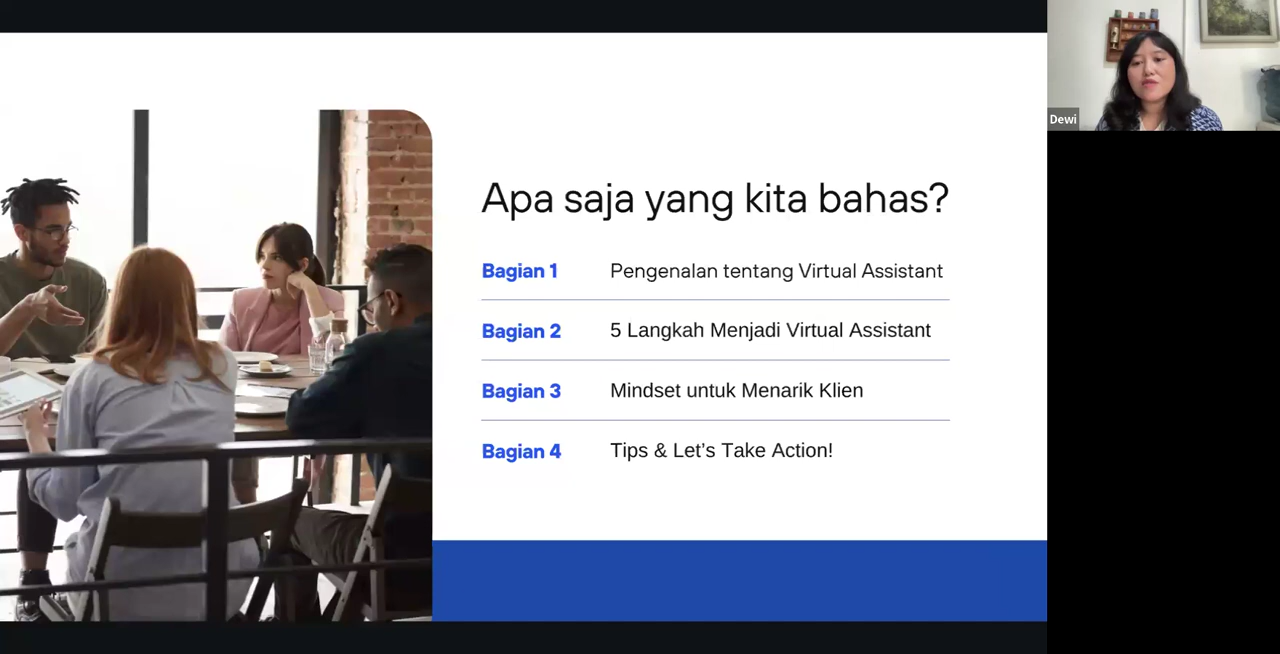 Apa saja yang kita bahas?
Bagian 1 Pengenalan tentang Virtual Assistant
Bagian 2 5 Langkah Menjadi Virtual Assistant
Bagian 3 Mindset untuk Menarik Klien
Bagian 4 Tips & Let’s Take Action!
Dewi